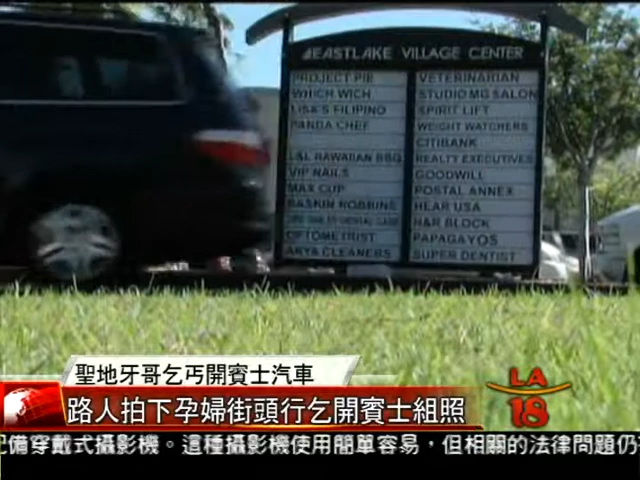 EASTLAKE VILLAGE CENTER
PROJECT PIE
WHICH WICH
LISA'S FILIPINO
PANDA CHEF
L&L HAWAIIAN BBQ
VIP NAILS
MAX CUP
BASKIN ROBBINS
OPTOMETRIST
CLEANERS
VETERINARIAN
STUDIO MG SALON
SPIRIT LIFT
WEIGHT WATCHERS
CITIBANK
REALTY EXECUTIVES
GOODWILL
POSTAL ANNEX
HEAR USA
H&R BLOCK
PAPAGAYOS
SUPER DENTIST
聖地牙哥乞丐開賓士汽車
路人拍下孕婦街頭行乞開賓士組照
LA
18
配備穿戴式攝影機。這種攝影機使用簡單容易，但相關的法律問題仍